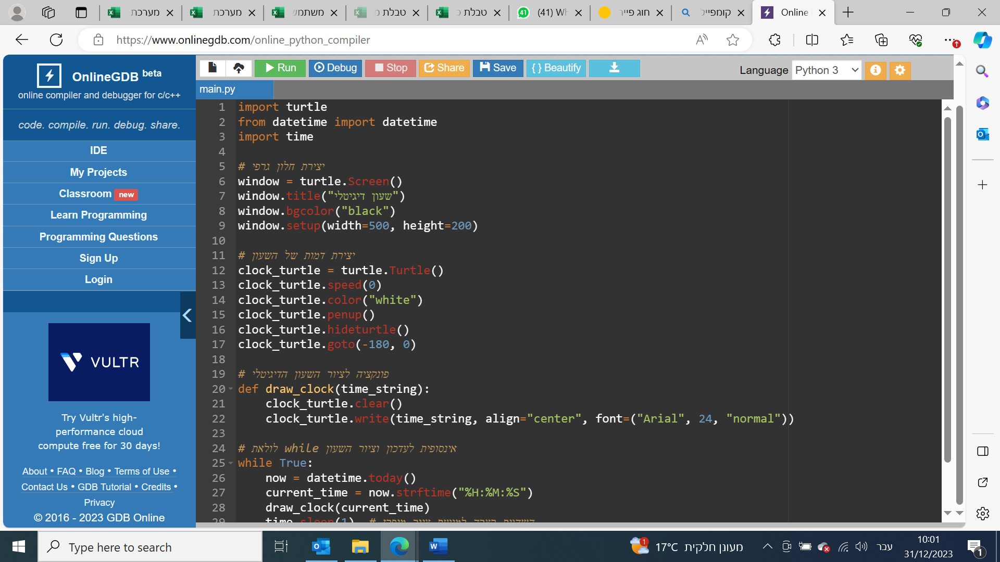 מערכת
מערכת
משתמש
טבלת
טבלת
(41) Wh
חוג פייר
קומפייל
Online
https://www.onlinegdb.com/online_python_compiler
OnlineGDB beta
online compiler and debugger for c/c++
code. compile. run. debug. share.
IDE
My Projects
Classroom new
Learn Programming
Programming Questions
Sign Up
Login
VULTR
Try Vultr's high-
performance cloud
compute free for 30 days!
About • FAQ • Blog • Terms of Use •
Contact Us • GDB Tutorial • Credits •
Privacy
© 2016 - 2023 GDB Online
Run Debug Stop Share Save { } Beautify
Language Python 3
main.py
1 import turtle
2 from datetime import datetime
3 import time
4
5 # יצירת חלון גרפי
6 window = turtle.Screen()
7 window.title("שעון דיגיטלי")
8 window.bgcolor("black")
9 window.setup(width=500, height=200)
10
11 # יצירת דמות של השעון
12 clock_turtle = turtle.Turtle()
13 clock_turtle.speed(0)
14 clock_turtle.color("white")
15 clock_turtle.penup()
16 clock_turtle.hideturtle()
17 clock_turtle.goto(-180, 0)
18
19 # פונקציה לציור השעון הדיגיטלי
20 def draw_clock(time_string):
21 clock_turtle.clear()
22 clock_turtle.write(time_string, align="center", font=("Arial", 24, "normal"))
23
24 # לולאת while אינסופית לעדכון וציור השעון
25 while True:
26 now = datetime.today()
27 current_time = now.strftime("%H:%M:%S")
28 draw_clock(current_time)
29 time.sleep(1) #
Type here to search
17°C מעונן חלקית
עבר
10:01
31/12/2023